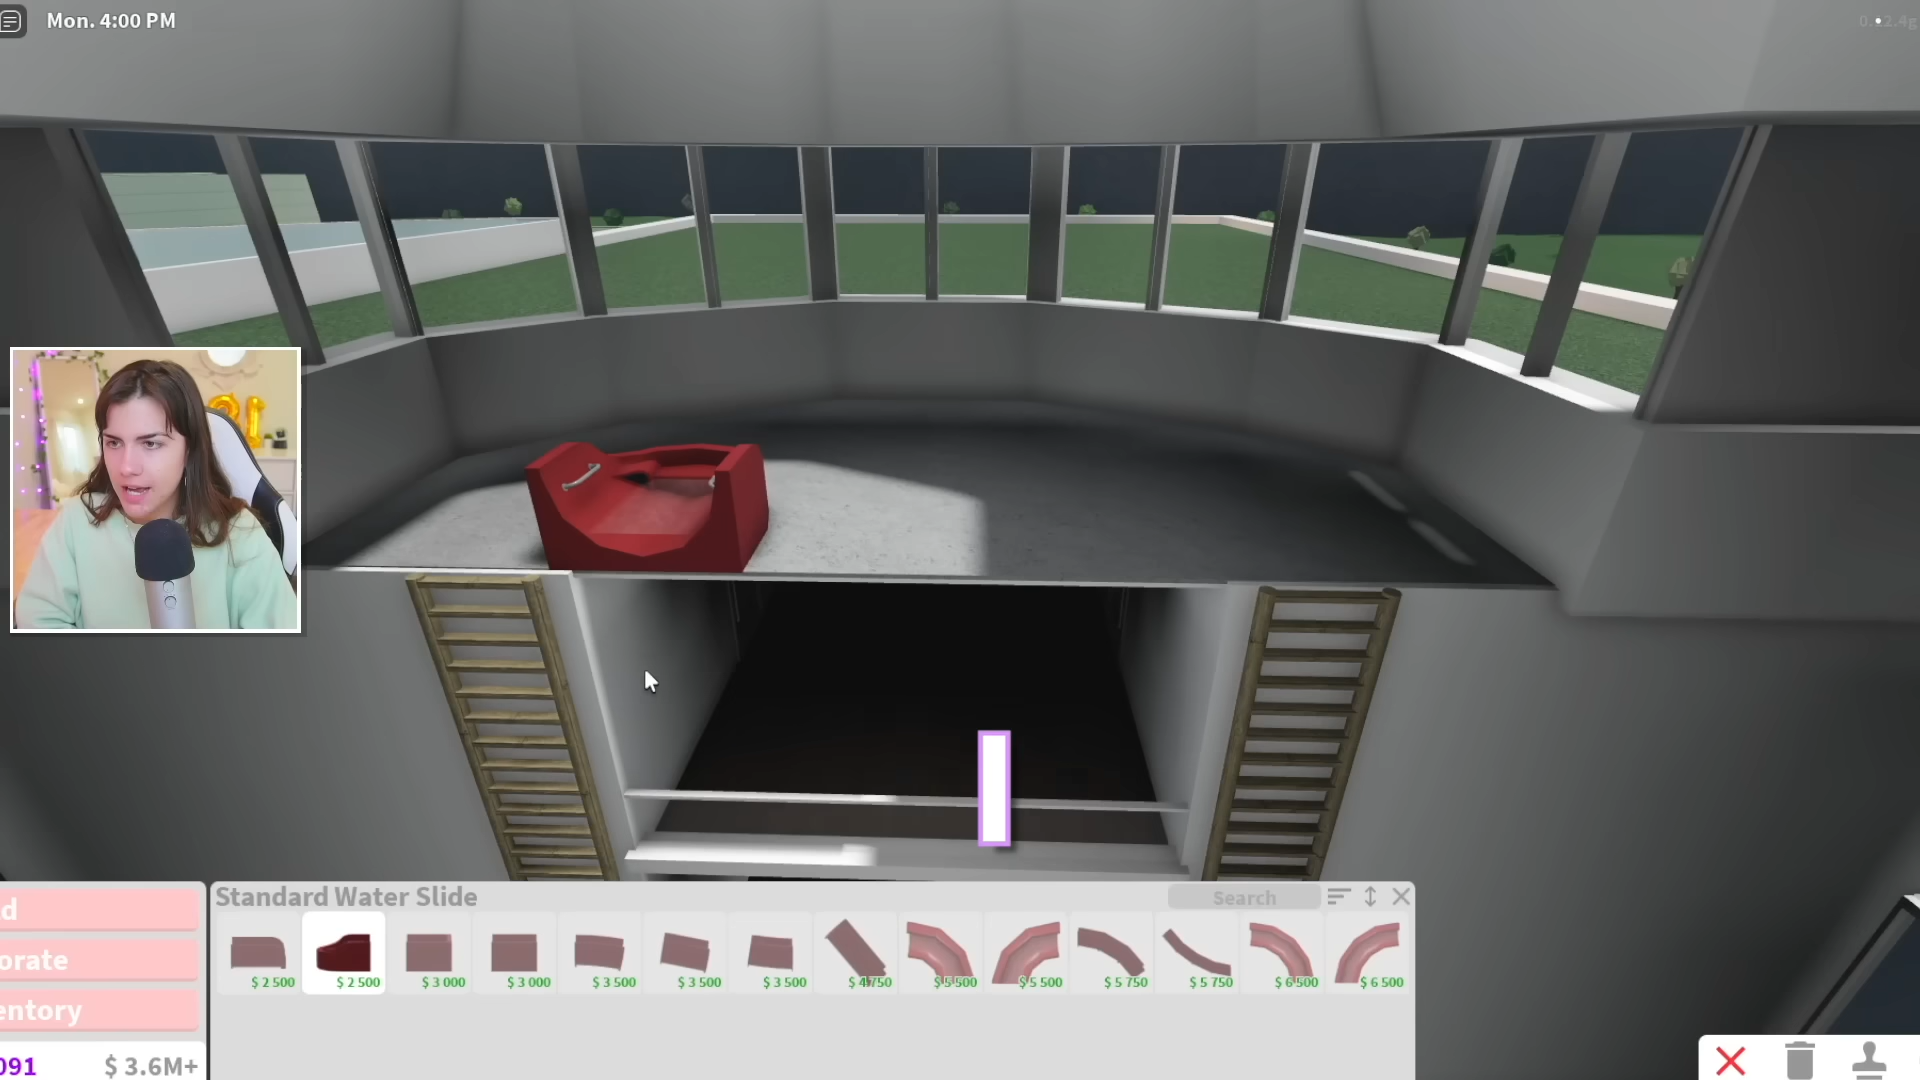 Mon. 4:00 PM
Standard Water Slide
Search
d
orate
entory
091
$ 3.6M+
$ 2 500
$ 2 500
$ 3 000
$ 3 000
$ 3 500
$ 3 500
$ 3 500
$ 4 750
$ 5 500
$ 5 500
$ 5 750
$ 5 750
$ 6 500
$ 6 500
I